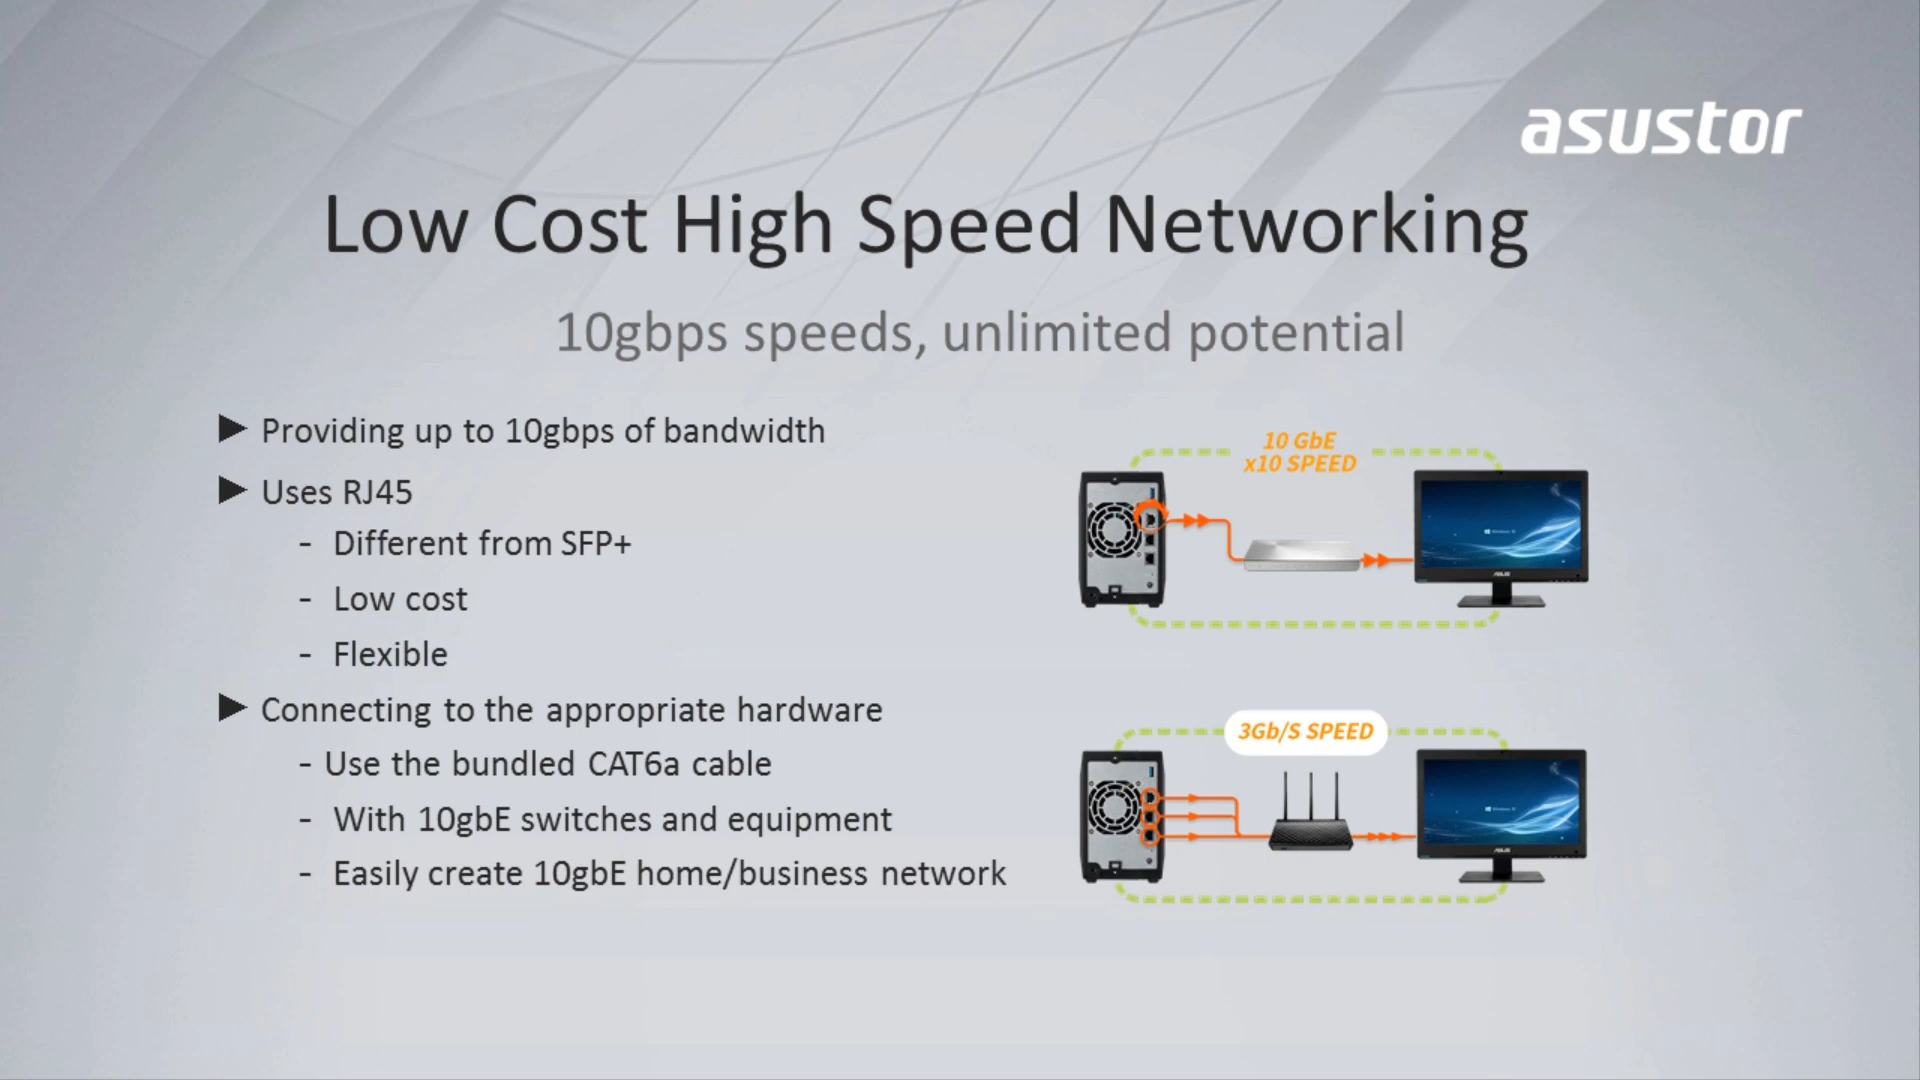 asustor
Low Cost High Speed Networking
10gbps speeds, unlimited potential
Providing up to 10gbps of bandwidth
Uses RJ45
- Different from SFP+
- Low cost
- Flexible
Connecting to the appropriate hardware
- Use the bundled CAT6a cable
- With 10gbE switches and equipment
- Easily create 10gbE home/business network
10 GbE
x10 SPEED
3Gb/S SPEED